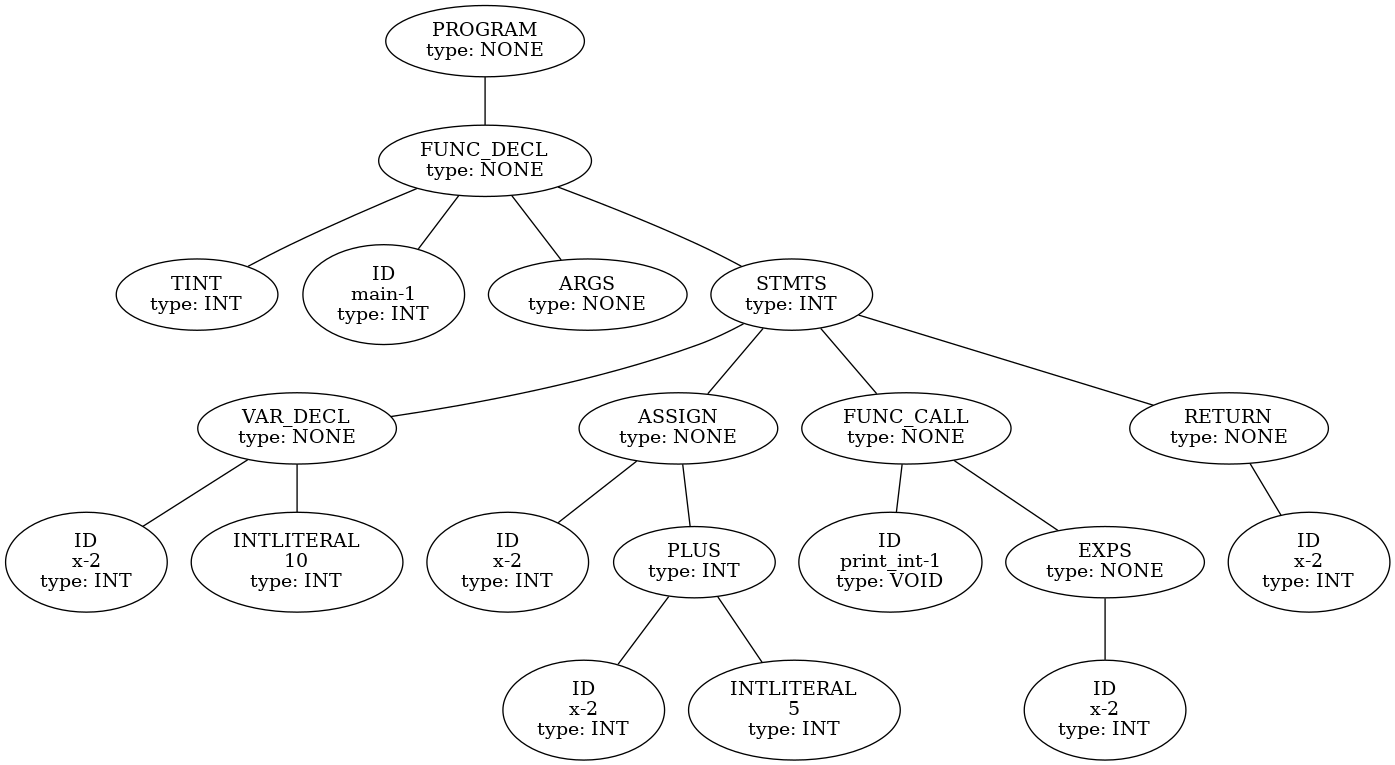 PROGRAM
type: NONE
FUNC_DECL
type: NONE
TINT
type: INT
ID
main-1
type: INT
ARGS
type: NONE
STMTS
type: INT
VAR_DECL
type: NONE
ASSIGN
type: NONE
FUNC_CALL
type: NONE
RETURN
type: NONE
ID
x-2
type: INT
INTLITERAL
10
type: INT
ID
x-2
type: INT
PLUS
type: INT
ID
print_int-1
type: VOID
EXPS
type: NONE
ID
x-2
type: INT
ID
x-2
type: INT
INTLITERAL
5
type: INT
ID
x-2
type: INT